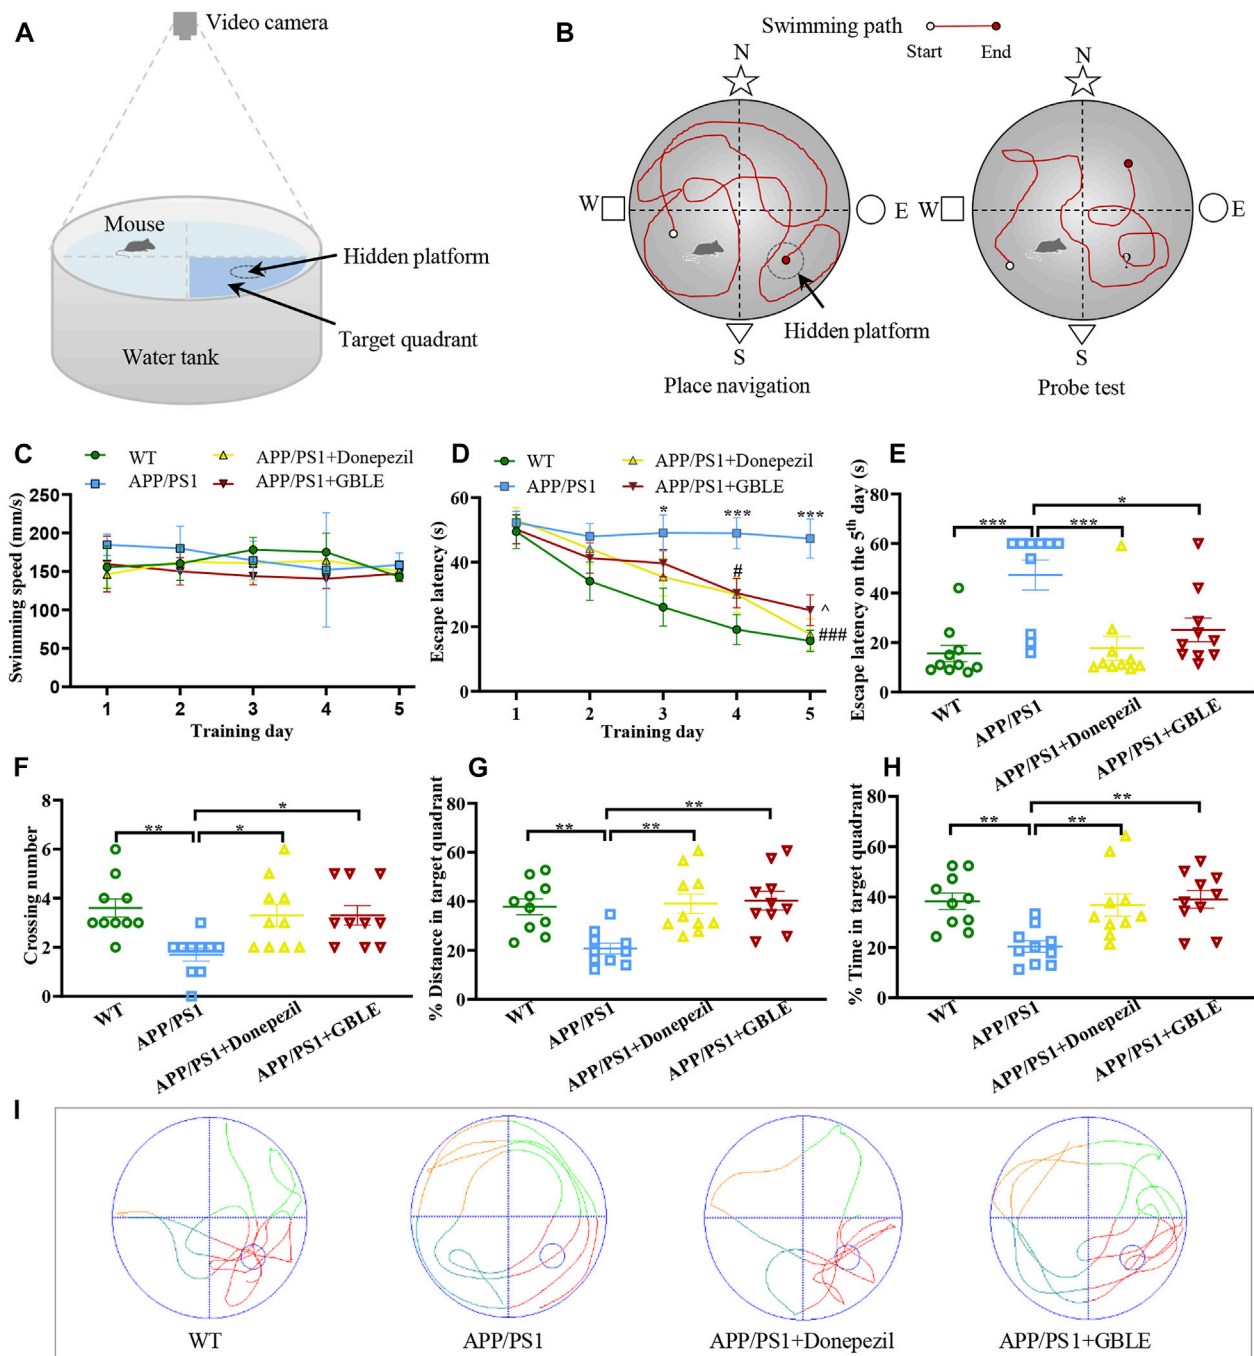 A
Video camera
Mouse
Hidden platform
Target quadrant
Water tank
B
Swimming path
Start End
N
W
E
S
Hidden platform
Place navigation
N
W
E
?
S
Probe test
C
WT
APP/PS1+Donepezil
APP/PS1
APP/PS1+GBLE
Swimming speed (mm/s)
250
200
150
100
50
0
1 2 3 4 5
Training day
D
WT
APP/PS1+Donepezil
APP/PS1
APP/PS1+GBLE
Escape latency (s)
60
40
20
0
* *** ***
#
^
###
1 2 3 4 5
Training day
E
Escape latency on the 5th day (s)
80
60
40
20
0
*
*** ***
WT
APP/PS1
APP/PS1+Donepezil
APP/PS1+GBLE
F
Crossing number
8
6
4
2
0
*
** *
WT
APP/PS1
APP/PS1+Donepezil
APP/PS1+GBLE
G
% Distance in target quadrant
80
60
40
20
0
**
** **
WT
APP/PS1
APP/PS1+Donepezil
APP/PS1+GBLE
H
% Time in target quadrant
80
60
40
20
0
**
** **
WT
APP/PS1
APP/PS1+Donepezil
APP/PS1+GBLE
I
WT
APP/PS1
APP/PS1+Donepezil
APP/PS1+GBLE